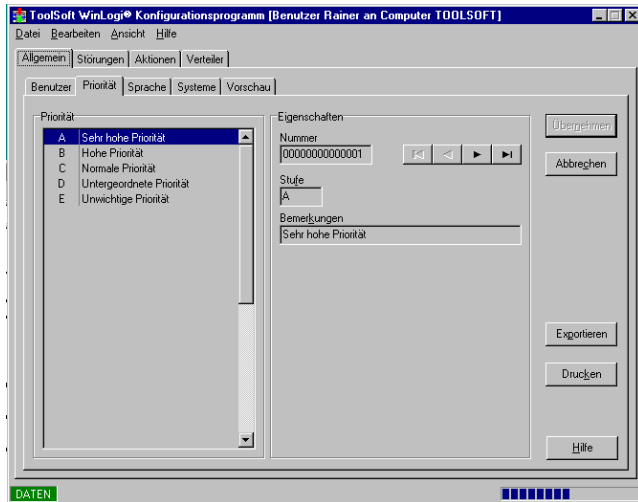 ToolSoft WinLogi® Konfigurationsprogramm [Benutzer Rainer an Computer TOOLSOFT]
Datei Bearbeiten Ansicht Hilfe
Allgemein Störungen Aktionen Verteiler
Benutzer Priorität Sprache Systeme Vorschau
Priorität
A Sehr hohe Priorität
B Hohe Priorität
C Normale Priorität
D Untergeordnete Priorität
E Unwichtige Priorität
Eigenschaften
Nummer
00000000000001
Stufe
A
Bemerkungen
Sehr hohe Priorität
Übernehmen
Abbrechen
Exportieren
Drucken
Hilfe
DATEN